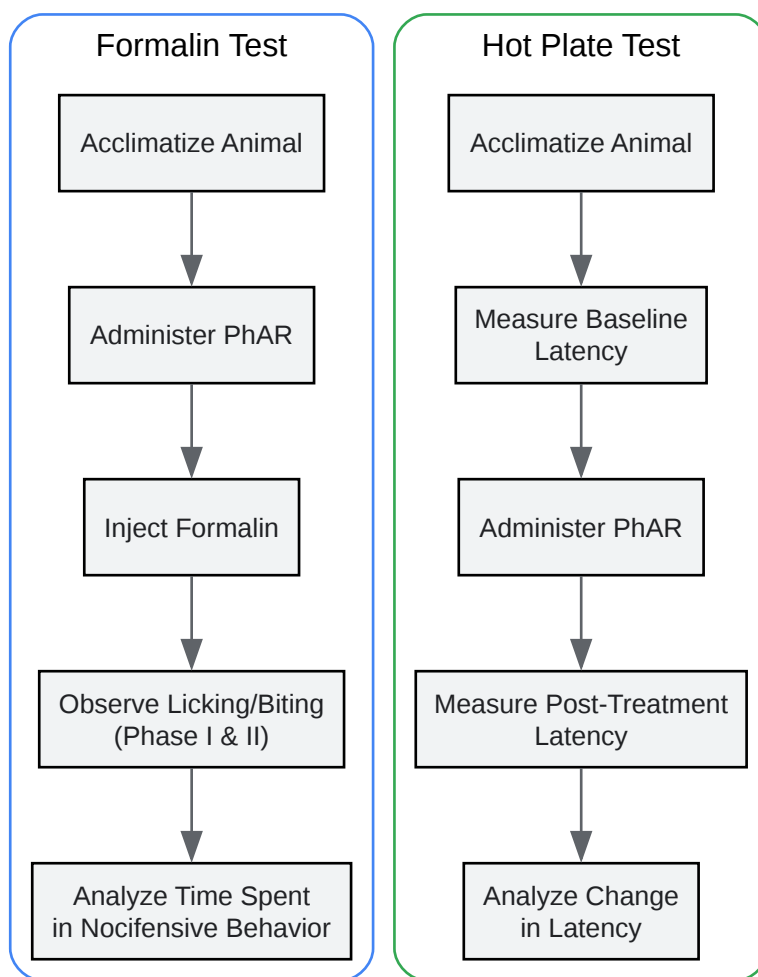 Formalin Test
Acclimatize Animal
Administer PhAR
Inject Formalin
Observe Licking/Biting
(Phase I & II)
Analyze Time Spent
in Nocifensive Behavior
Hot Plate Test
Acclimatize Animal
Measure Baseline
Latency
Administer PhAR
Measure Post-Treatment
Latency
Analyze Change
in Latency